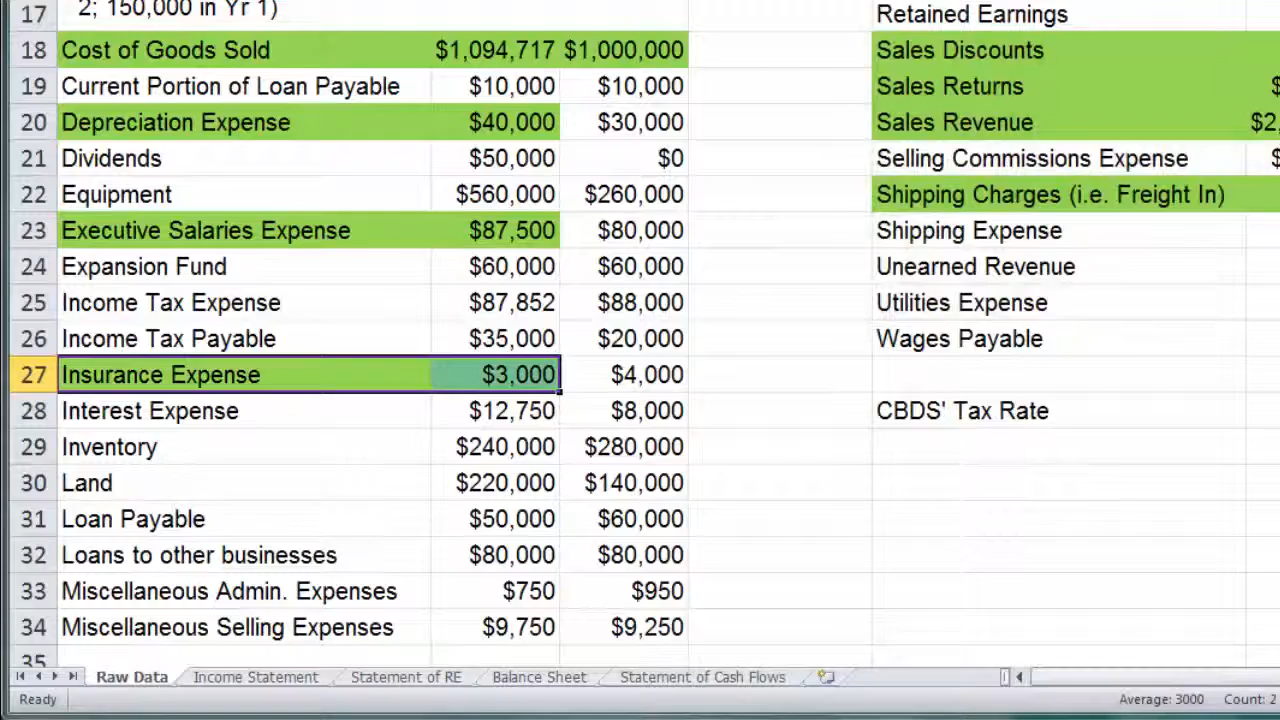 17 2; 150,000 in Yr 1) Retained Earnings
18 Cost of Goods Sold $1,094,717 $1,000,000 Sales Discounts
19 Current Portion of Loan Payable $10,000 $10,000 Sales Returns $
20 Depreciation Expense $40,000 $30,000 Sales Revenue $2,
21 Dividends $50,000 $0 Selling Commissions Expense $
22 Equipment $560,000 $260,000 Shipping Charges (i.e. Freight In)
23 Executive Salaries Expense $87,500 $80,000 Shipping Expense
24 Expansion Fund $60,000 $60,000 Unearned Revenue
25 Income Tax Expense $87,852 $88,000 Utilities Expense
26 Income Tax Payable $35,000 $20,000 Wages Payable
27 Insurance Expense $3,000 $4,000
28 Interest Expense $12,750 $8,000 CBDS' Tax Rate
29 Inventory $240,000 $280,000
30 Land $220,000 $140,000
31 Loan Payable $50,000 $60,000
32 Loans to other businesses $80,000 $80,000
33 Miscellaneous Admin. Expenses $750 $950
34 Miscellaneous Selling Expenses $9,750 $9,250
35
Raw Data Income Statement Statement of RE Balance Sheet Statement of Cash Flows
Ready Average: 3000 Count: 2